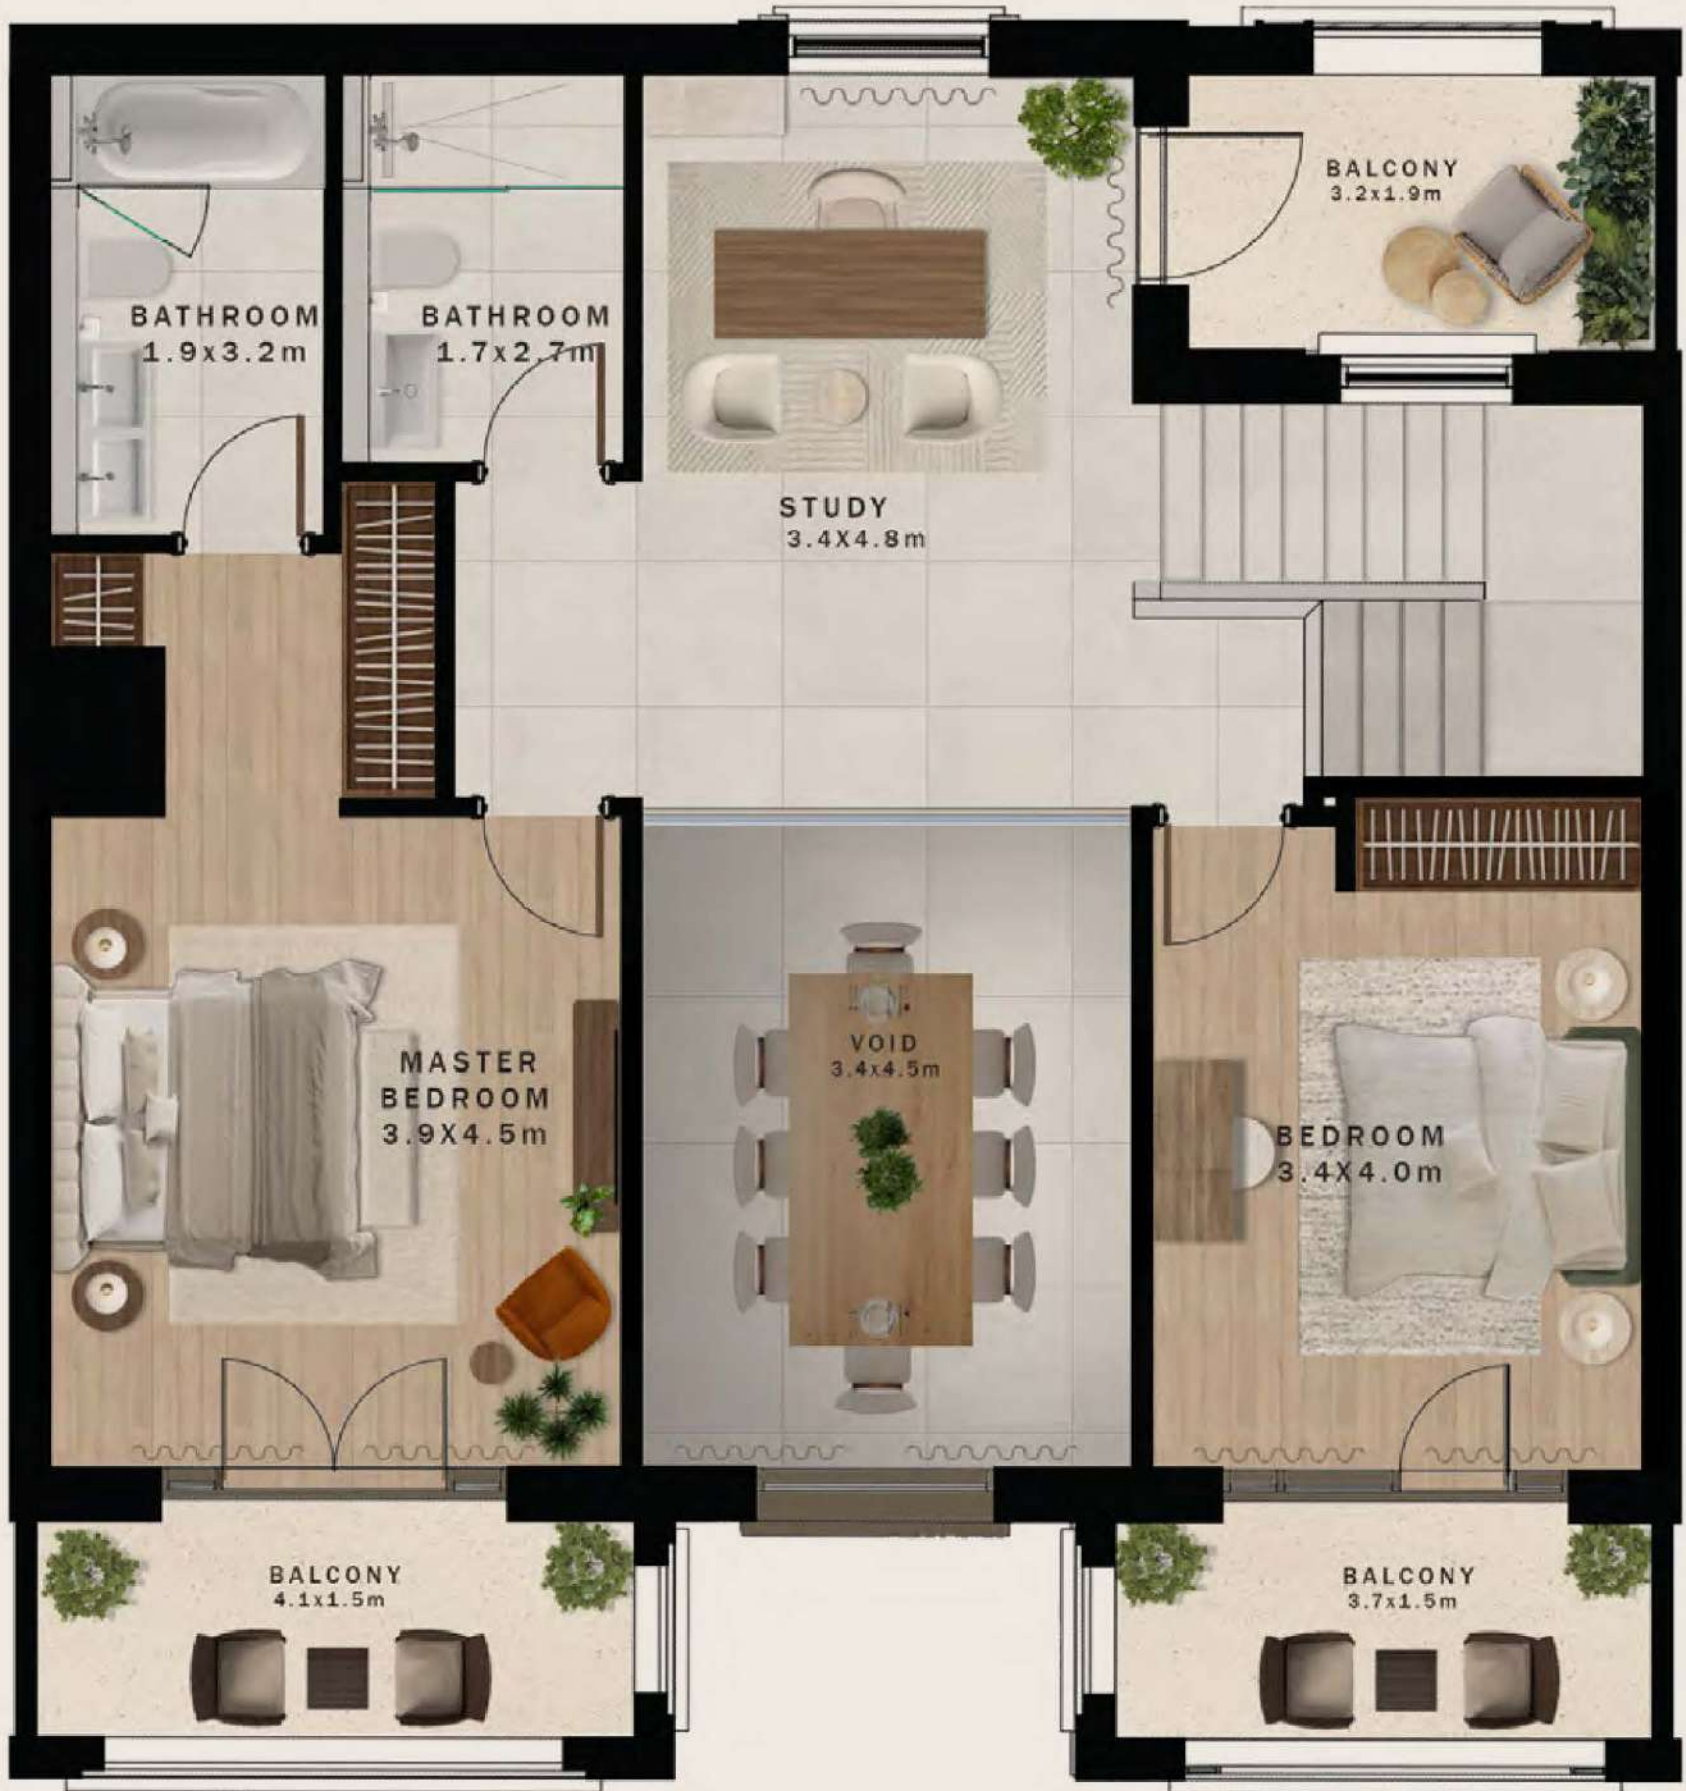 BALCONY
3.2x1.9m
BATHROOM
1.9x3.2m
BATHROOM
1.7x2.7m
STUDY
3.4X4.8m
MASTER
BEDROOM
3.9X4.5m
VOID
3.4x4.5m
BEDROOM
3.4X4.0m
BALCONY
4.1x1.5m
BALCONY
3.7x1.5m